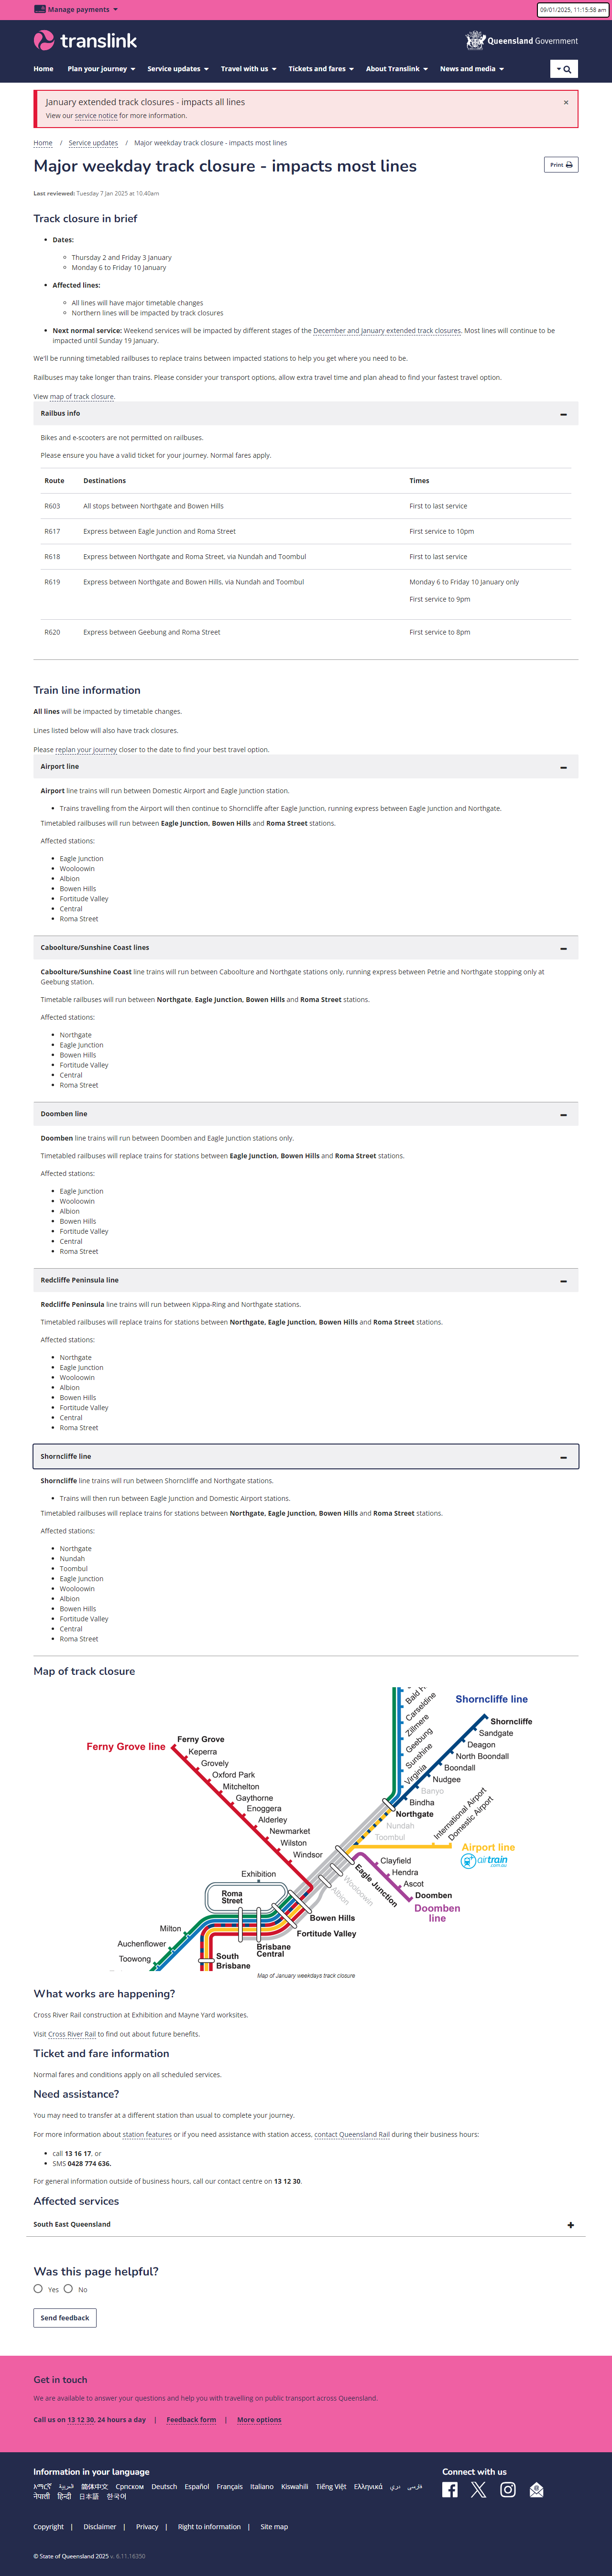 Manage payments
09/01/2025, 11:15:58 am
translink
Queensland Government
Home Plan your journey Service updates Travel with us Tickets and fares About Translink News and media
January extended track closures - impacts all lines
×
View our service notice for more information.
Home / Service updates / Major weekday track closure - impacts most lines
Major weekday track closure - impacts most lines
Print
Last reviewed: Tuesday 7 Jan 2025 at 10.40am
Track closure in brief
Dates:
Thursday 2 and Friday 3 January
Monday 6 to Friday 10 January
Affected lines:
All lines will have major timetable changes
Northern lines will be impacted by track closures
Next normal service: Weekend services will be impacted by different stages of the December and January extended track closures. Most lines will continue to be
impacted until Sunday 19 January.
We'll be running timetabled railbuses to replace trains between impacted stations to help you get where you need to be.
Railbuses may take longer than trains. Please consider your transport options, allow extra travel time and plan ahead to find your fastest travel option.
View map of track closure.
Railbus info
Bikes and e-scooters are not permitted on railbuses.
Please ensure you have a valid ticket for your journey. Normal fares apply.
Route Destinations Times
R603 All stops between Northgate and Bowen Hills First to last service
R617 Express between Eagle Junction and Roma Street First service to 10pm
R618 Express between Northgate and Roma Street, via Nundah and Toombul First to last service
R619 Express between Northgate and Bowen Hills, via Nundah and Toombul Monday 6 to Friday 10 January only
First service to 9pm
R620 Express between Geebung and Roma Street First service to 8pm
Train line information
All lines will be impacted by timetable changes.
Lines listed below will also have track closures.
Please replan your journey closer to the date to find your best travel option.
Airport line
Airport line trains will run between Domestic Airport and Eagle Junction station.
Trains travelling from the Airport will then continue to Shorncliffe after Eagle Junction, running express between Eagle Junction and Northgate.
Timetabled railbuses will run between Eagle Junction, Bowen Hills and Roma Street stations.
Affected stations:
Eagle Junction
Wooloowin
Albion
Bowen Hills
Fortitude Valley
Central
Roma Street
Caboolture/Sunshine Coast lines
Caboolture/Sunshine Coast line trains will run between Caboolture and Northgate stations only, running express between Petrie and Northgate stopping only at
Geebung station.
Timetable railbuses will run between Northgate, Eagle Junction, Bowen Hills and Roma Street stations.
Affected stations:
Northgate
Eagle Junction
Bowen Hills
Fortitude Valley
Central
Roma Street
Doomben line
Doomben line trains will run between Doomben and Eagle Junction stations only.
Timetabled railbuses will replace trains for stations between Eagle Junction, Bowen Hills and Roma Street stations.
Affected stations:
Eagle Junction
Wooloowin
Albion
Bowen Hills
Fortitude Valley
Central
Roma Street
Redcliffe Peninsula line
Redcliffe Peninsula line trains will run between Kippa-Ring and Northgate stations.
Timetabled railbuses will replace trains for stations between Northgate, Eagle Junction, Bowen Hills and Roma Street stations.
Affected stations:
Northgate
Eagle Junction
Wooloowin
Albion
Bowen Hills
Fortitude Valley
Central
Roma Street
Shorncliffe line
Shorncliffe line trains will run between Shorncliffe and Northgate stations.
Trains will then run between Eagle Junction and Domestic Airport stations.
Timetabled railbuses will replace trains for stations between Northgate, Eagle Junction, Bowen Hills and Roma Street stations.
Affected stations:
Northgate
Nundah
Toombul
Eagle Junction
Wooloowin
Albion
Bowen Hills
Fortitude Valley
Central
Roma Street
Map of track closure
Bald H
Carseldine
Zillmere
Geebung
Sunshine
Virginia
Shorncliffe line
Shorncliffe
Sandgate
Deagon
North Boondall
Boondall
Nudgee
Banyo
Bindha
Northgate
Nundah
Toombul
Ferny Grove line
Ferny Grove
Keperra
Grovely
Oxford Park
Mitchelton
Gaythorne
Enoggera
Alderley
Newmarket
Wilston
Windsor
International Airport
Domestic Airport
Airport line
airtrain
.com.au
Clayfield
Hendra
Ascot
Doomben
Doomben
line
Eagle Junction
Wooloowin
Albion
Exhibition
Roma
Street
Bowen Hills
Fortitude Valley
Brisbane
Central
South
Brisbane
Milton
Auchenflower
Toowong
Map of January weekdays track closure
What works are happening?
Cross River Rail construction at Exhibition and Mayne Yard worksites.
Visit Cross River Rail to find out about future benefits.
Ticket and fare information
Normal fares and conditions apply on all scheduled services.
Need assistance?
You may need to transfer at a different station than usual to complete your journey.
For more information about station features or if you need assistance with station access, contact Queensland Rail during their business hours:
call 13 16 17, or
SMS 0428 774 636.
For general information outside of business hours, call our contact centre on 13 12 30.
Affected services
South East Queensland
Was this page helpful?
Yes No
Send feedback
Get in touch
We are available to answer your questions and help you with travelling on public transport across Queensland.
Call us on 13 12 30, 24 hours a day | Feedback form | More options
Information in your language
አማርኛ العربية 简体中文 Српском Deutsch Español Français Italiano Kiswahili Tiếng Việt Ελληνικά دری فارسی
नेपाली हिन्दी 日本語 한국어
Connect with us
Copyright | Disclaimer | Privacy | Right to information | Site map
© State of Queensland 2025 v. 6.11.16350